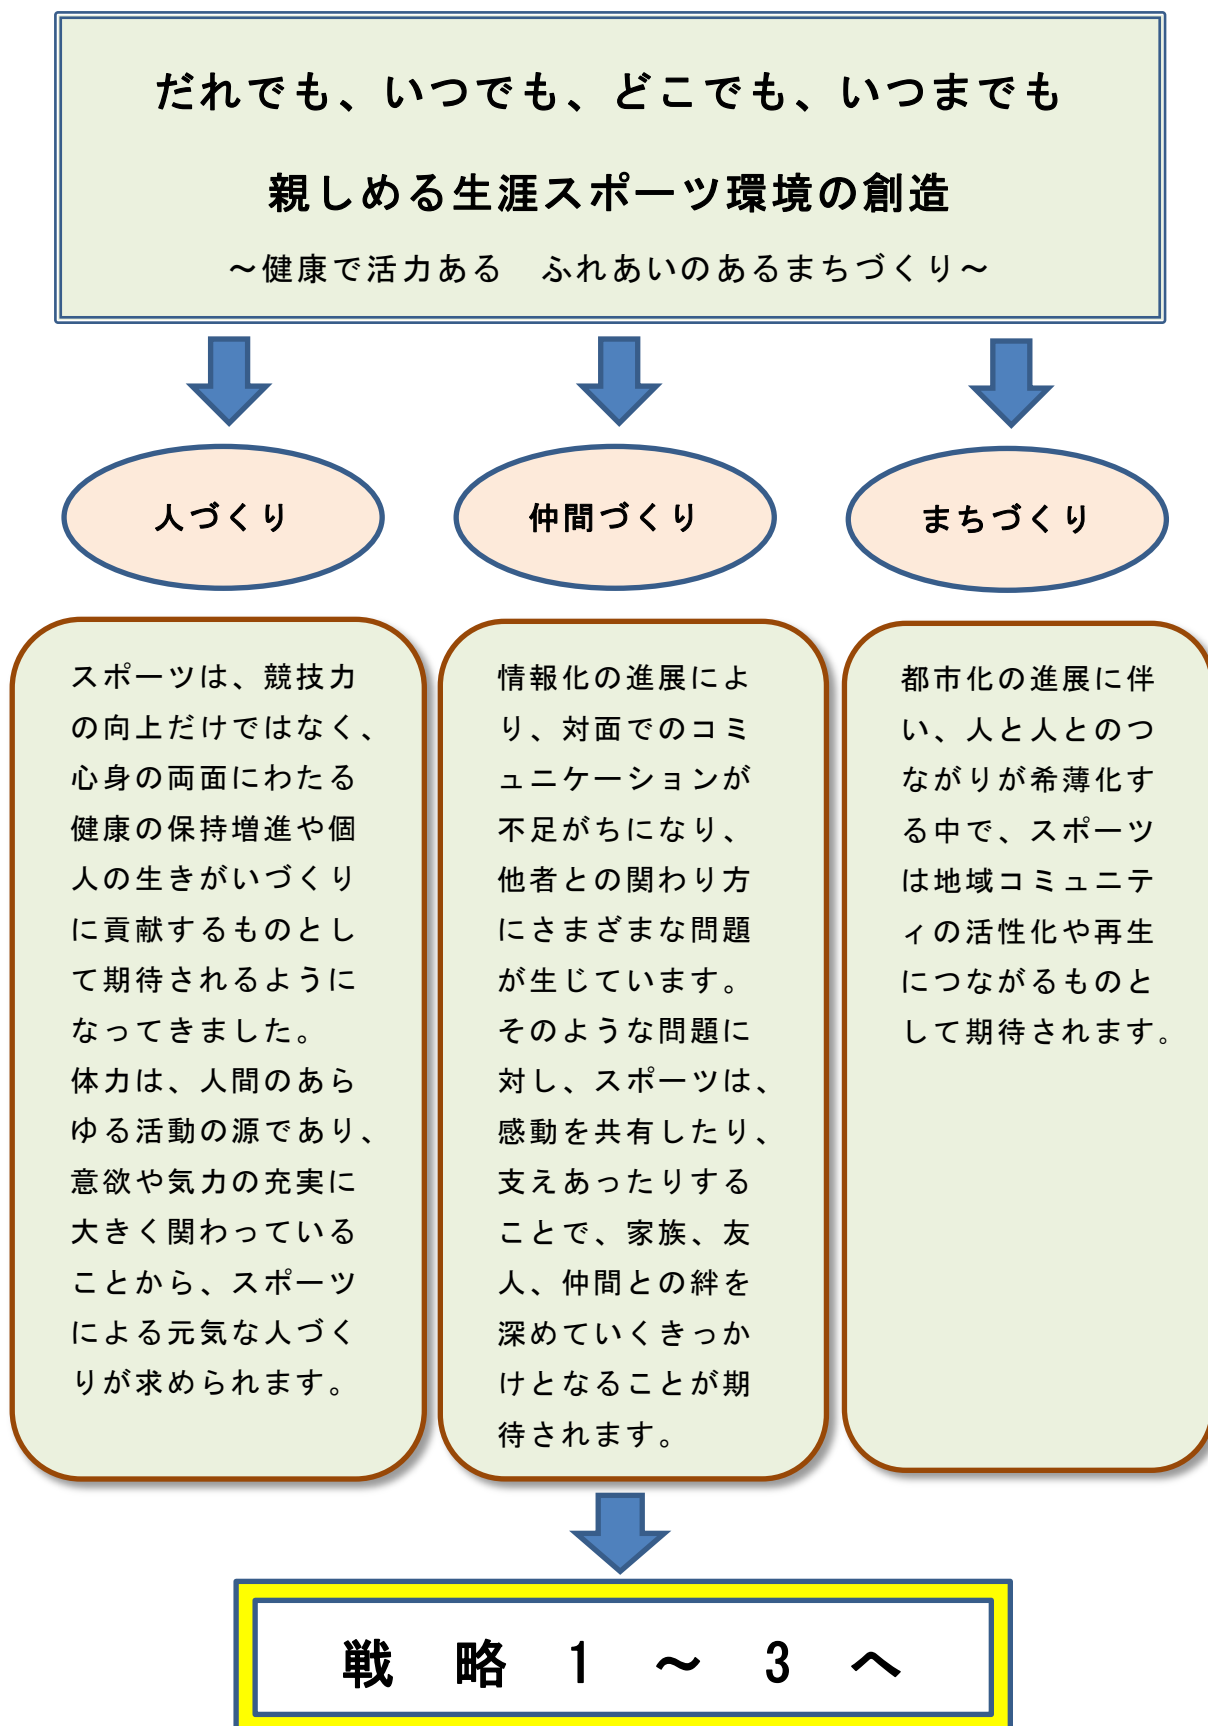 だれでも、いつでも、どこでも、いつまでも
親しめる生涯スポーツ環境の創造
～健康で活力ある　ふれあいのあるまちづくり～
人づくり
仲間づくり
まちづくり
スポーツは、競技力
の向上だけではなく、
心身の両面にわたる
健康の保持増進や個
人の生きがいづくり
に貢献するものとし
て期待されるように
なってきました。
体力は、人間のあら
ゆる活動の源であり、
意欲や気力の充実に
大きく関わっている
ことから、スポーツ
による元気な人づく
りが求められます。
情報化の進展によ
り、対面でのコミ
ュニケーションが
不足がちになり、
他者との関わり方
にさまざまな問題
が生じています。
そのような問題に
対し、スポーツは、
感動を共有したり、
支えあったりする
ことで、家族、友
人、仲間との絆を
深めていくきっか
けとなることが期
待されます。
都市化の進展に伴
い、人と人とのつ
ながりが希薄化す
る中で、スポーツ
は地域コミュニテ
ィの活性化や再生
につながるものと
して期待されます。
戦　略　1　～　3　へ